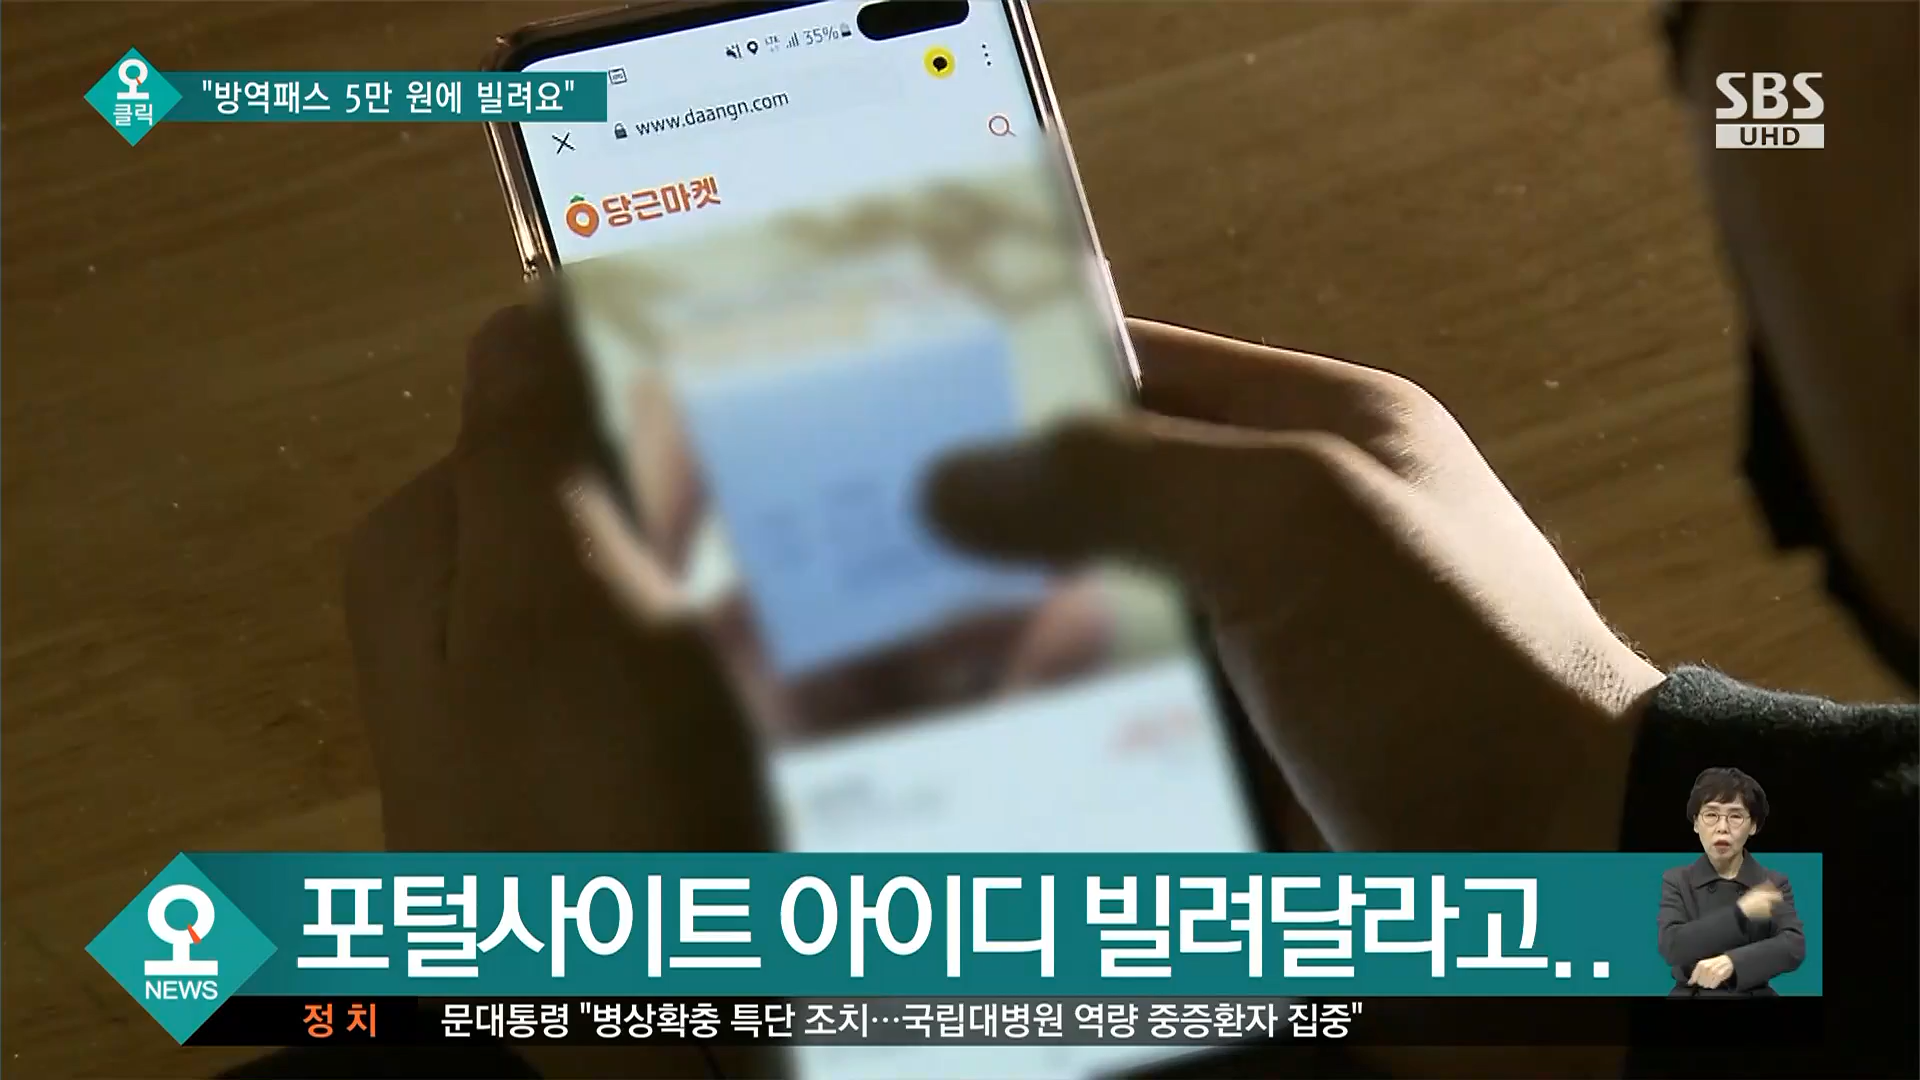 오
클릭
"방역패스 5만 원에 빌려요"
SBS
UHD
LTE 35%
www.daangn.com
당근마켓
포털사이트 아이디 빌려달라고..
오
NEWS
정치 문대통령 "병상확충 특단 조치…국립대병원 역량 중증환자 집중"